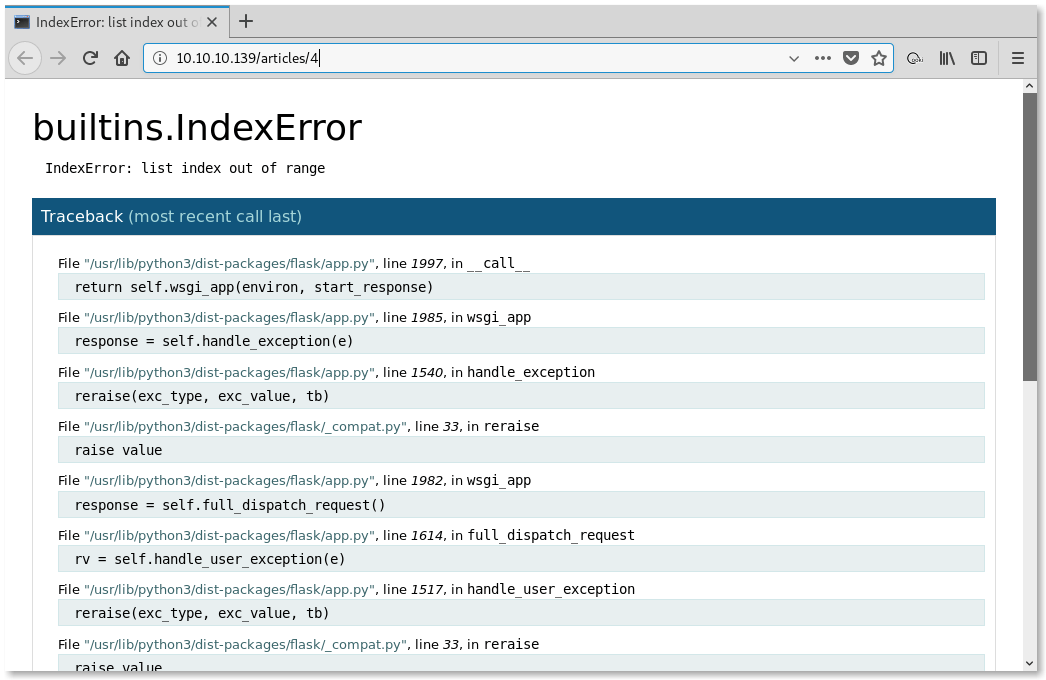 IndexError: list index out o
10.10.10.139/articles/4
builtins.IndexError
IndexError: list index out of range
Traceback (most recent call last)
File "/usr/lib/python3/dist-packages/flask/app.py", line 1997, in __call__
return self.wsgi_app(environ, start_response)
File "/usr/lib/python3/dist-packages/flask/app.py", line 1985, in wsgi_app
response = self.handle_exception(e)
File "/usr/lib/python3/dist-packages/flask/app.py", line 1540, in handle_exception
reraise(exc_type, exc_value, tb)
File "/usr/lib/python3/dist-packages/flask/_compat.py", line 33, in reraise
raise value
File "/usr/lib/python3/dist-packages/flask/app.py", line 1982, in wsgi_app
response = self.full_dispatch_request()
File "/usr/lib/python3/dist-packages/flask/app.py", line 1614, in full_dispatch_request
rv = self.handle_user_exception(e)
File "/usr/lib/python3/dist-packages/flask/app.py", line 1517, in handle_user_exception
reraise(exc_type, exc_value, tb)
File "/usr/lib/python3/dist-packages/flask/_compat.py", line 33, in reraise
raise value